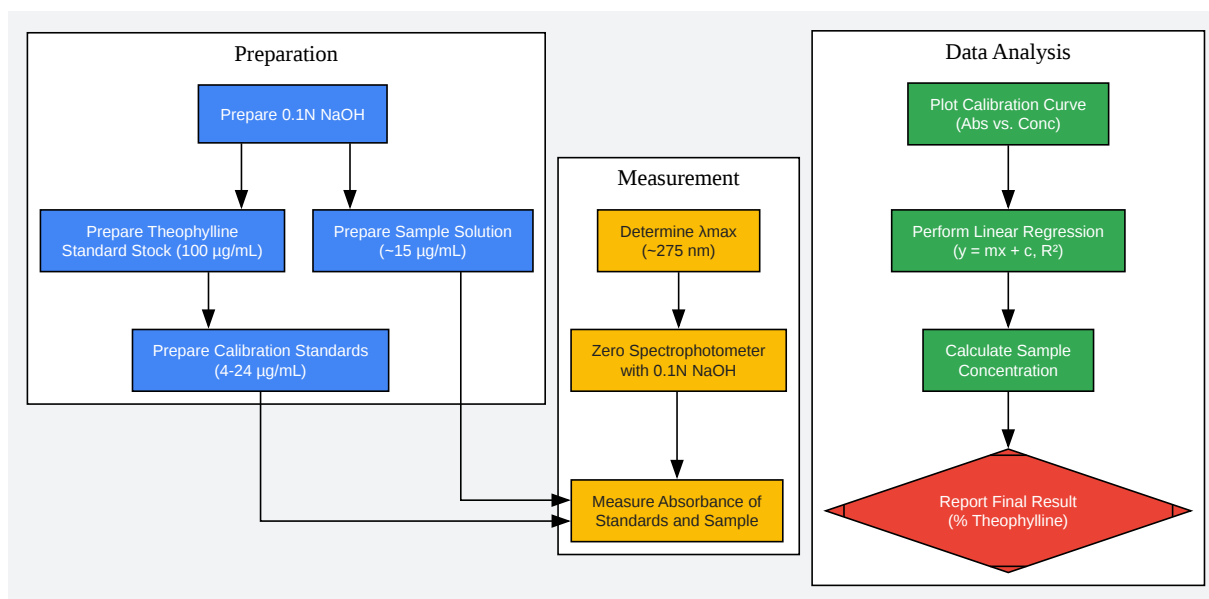 Preparation
Prepare 0.1N NaOH
Prepare Theophylline
Standard Stock (100 µg/mL)
Prepare Sample Solution
(~15 µg/mL)
Prepare Calibration Standards
(4-24 µg/mL)
Measurement
Determine λmax
(~275 nm)
Zero Spectrophotometer
with 0.1N NaOH
Measure Absorbance of
Standards and Sample
Data Analysis
Plot Calibration Curve
(Abs vs. Conc)
Perform Linear Regression
(y = mx + c, R²)
Calculate Sample
Concentration
Report Final Result
(% Theophylline)